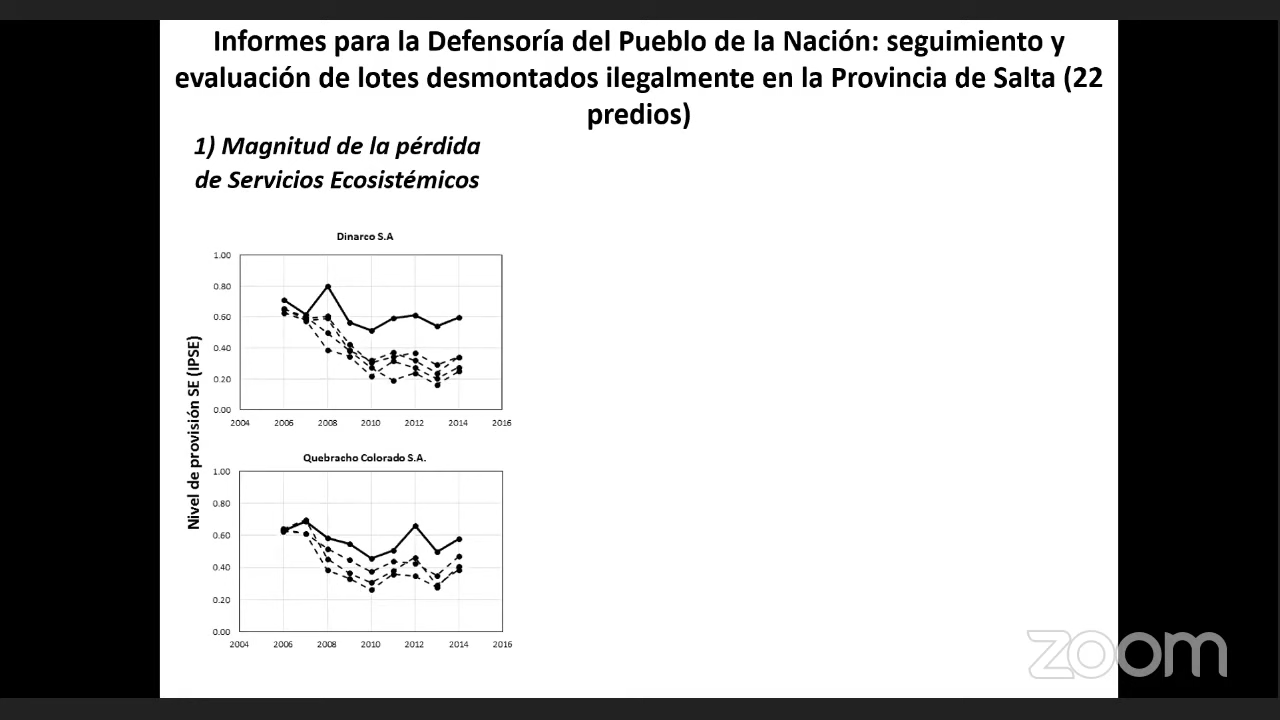 Informes para la Defensoría del Pueblo de la Nación: seguimiento y
evaluación de lotes desmontados ilegalmente en la Provincia de Salta (22
predios)
1) Magnitud de la pérdida
de Servicios Ecosistémicos
Nivel de provisión SE (IPSE)
Dinarco S.A
1.00
0.80
0.60
0.40
0.20
0.00
2004 2006 2008 2010 2012 2014 2016
Quebracho Colorado S.A.
1.00
0.80
0.60
0.40
0.20
0.00
2004 2006 2008 2010 2012 2014 2016
zoom